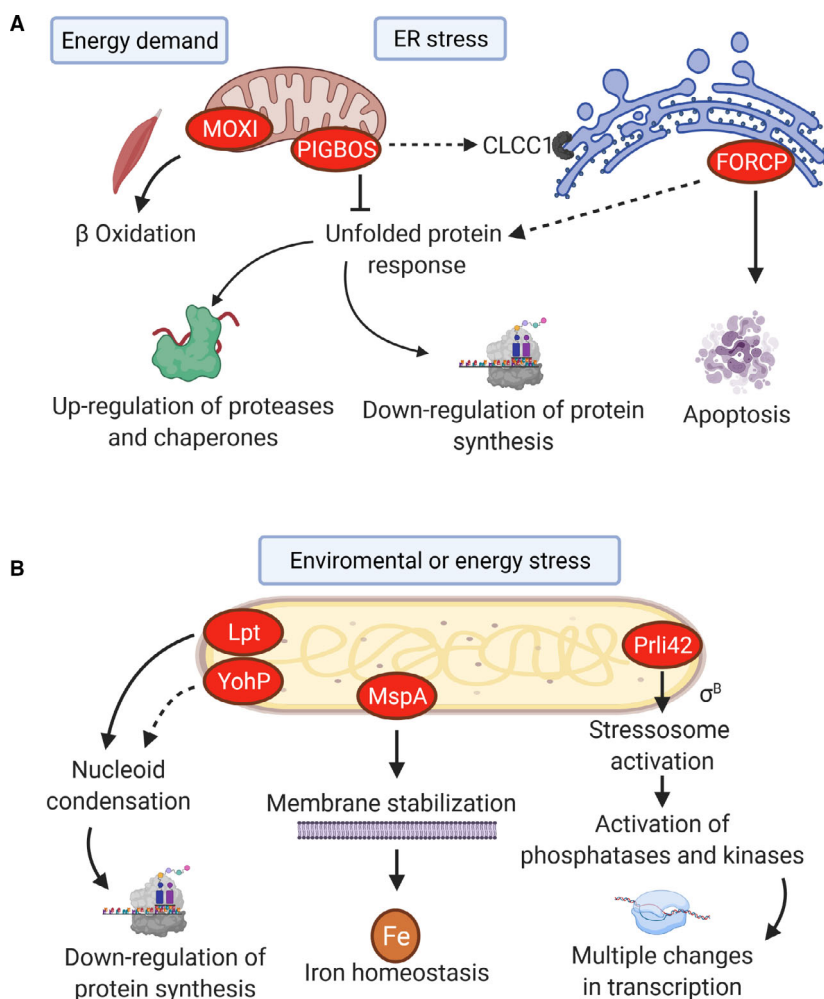 A
Energy demand
ER stress
MOXI
PIGBOS
CLCC1
FORCP
β Oxidation
Unfolded protein
response
Up-regulation of proteases
and chaperones
Down-regulation of protein
synthesis
Apoptosis
B
Enviromental or energy stress
Lpt
YohP
MspA
Prli42
σᴮ
Stressosome
activation
Nucleoid
condensation
Membrane stabilization
Activation of
phosphatases and kinases
Fe
Iron homeostasis
Down-regulation of
protein synthesis
Multiple changes
in transcription